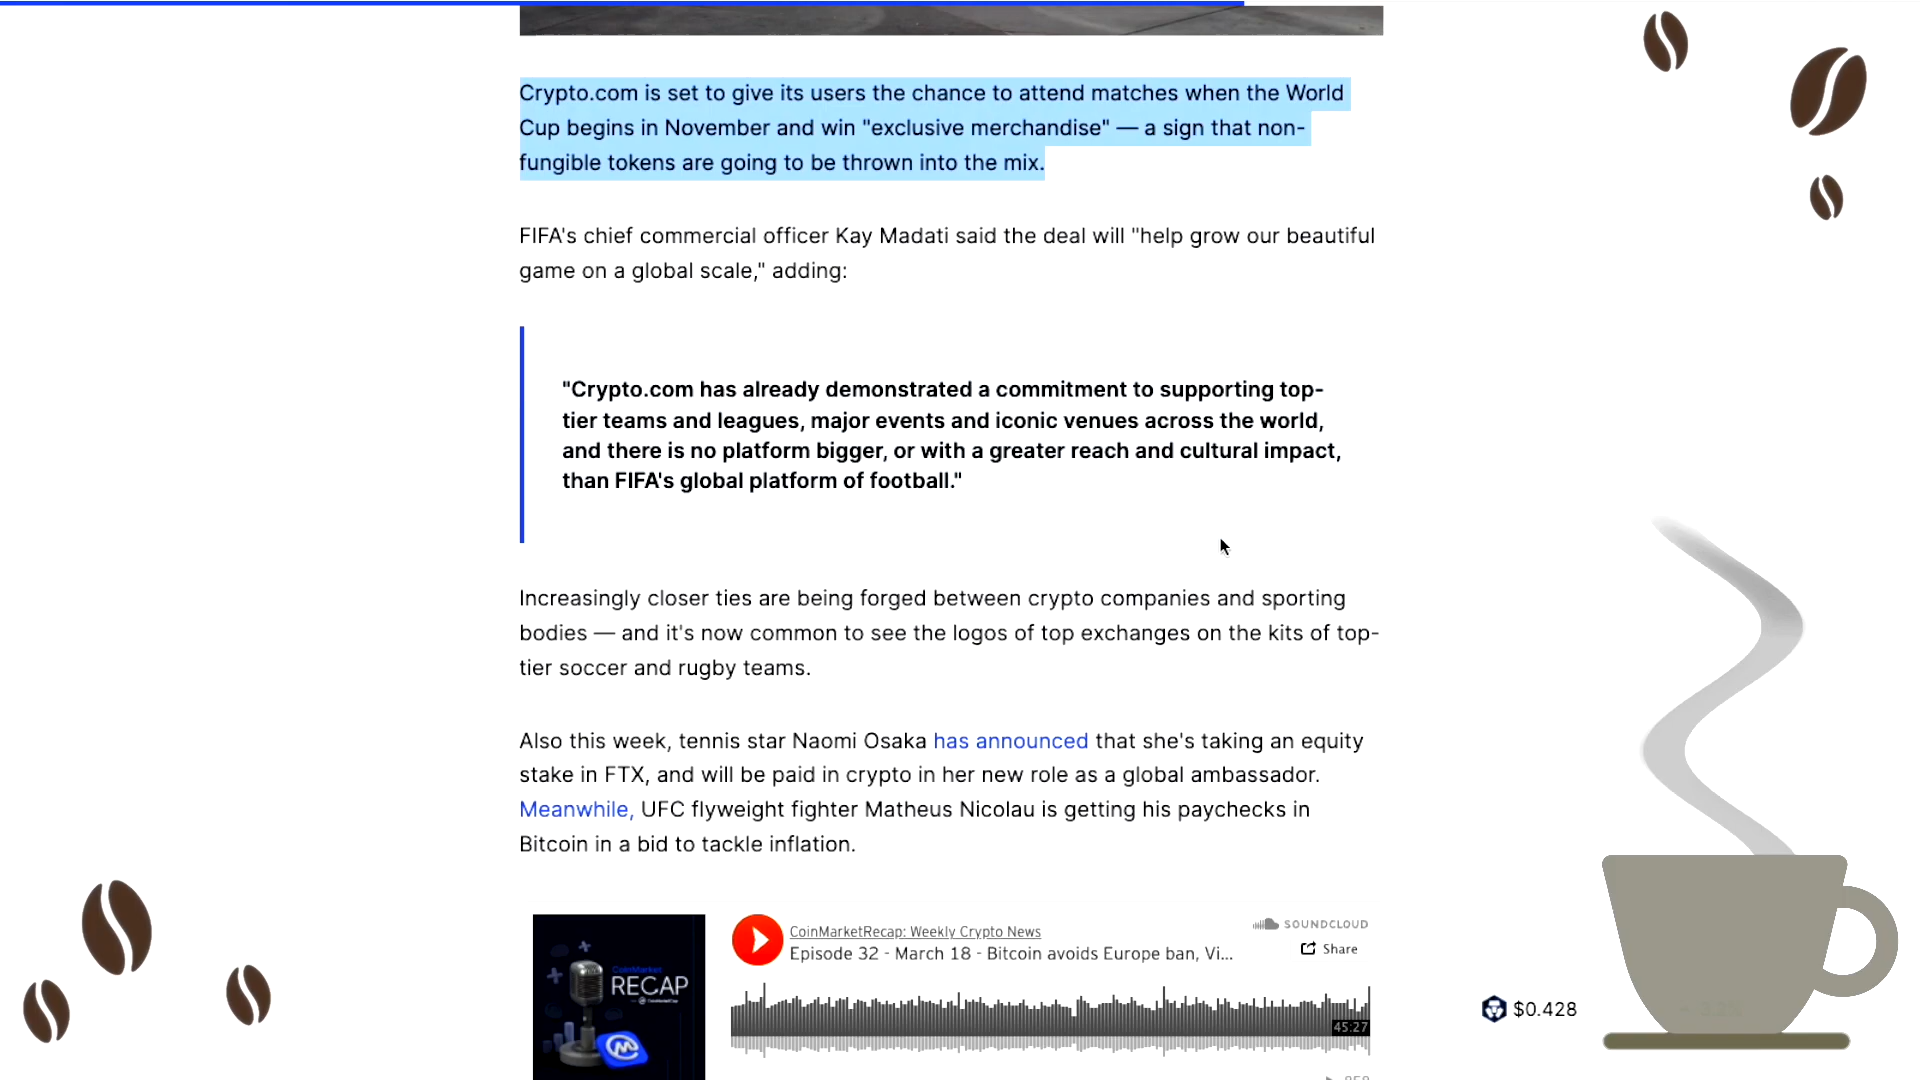 Crypto.com is set to give its users the chance to attend matches when the World
Cup begins in November and win "exclusive merchandise" — a sign that non-
fungible tokens are going to be thrown into the mix.
FIFA's chief commercial officer Kay Madati said the deal will "help grow our beautiful
game on a global scale," adding:
"Crypto.com has already demonstrated a commitment to supporting top-
tier teams and leagues, major events and iconic venues across the world,
and there is no platform bigger, or with a greater reach and cultural impact,
than FIFA's global platform of football."
Increasingly closer ties are being forged between crypto companies and sporting
bodies — and it's now common to see the logos of top exchanges on the kits of top-
tier soccer and rugby teams.
Also this week, tennis star Naomi Osaka has announced that she's taking an equity
stake in FTX, and will be paid in crypto in her new role as a global ambassador.
Meanwhile, UFC flyweight fighter Matheus Nicolau is getting his paychecks in
Bitcoin in a bid to tackle inflation.
CoinMarketRecap: Weekly Crypto News
SOUNDCLOUD
Episode 32 - March 18 - Bitcoin avoids Europe ban, Vi...
Share
CoinMarket
RECAP
45:27
$0.428